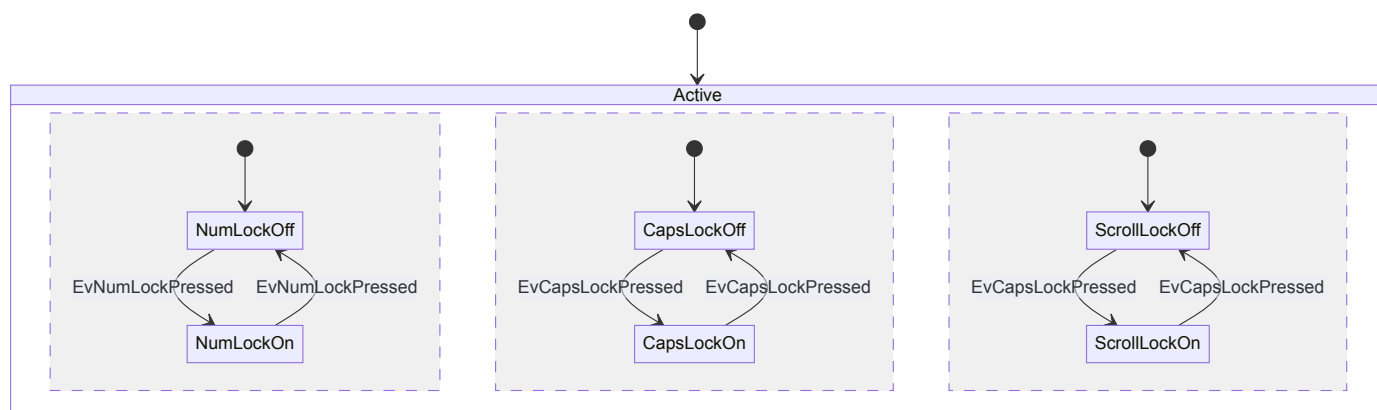 Active
NumLockOff
CapsLockOff
ScrollLockOff
EvNumLockPressed EvNumLockPressed
EvCapsLockPressed EvCapsLockPressed
EvCapsLockPressed EvCapsLockPressed
NumLockOn
CapsLockOn
ScrollLockOn